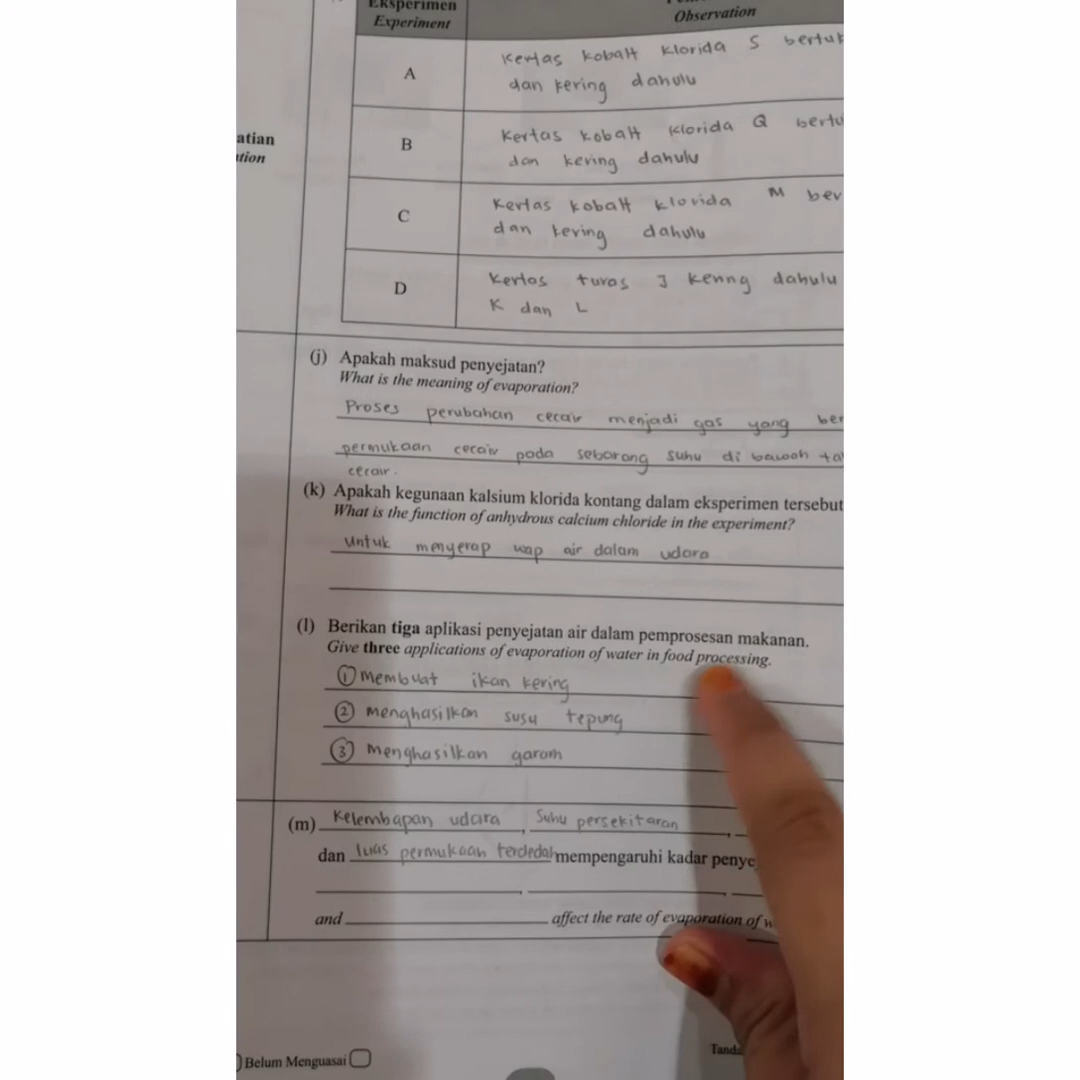 Eksperimen
Experiment
Observation
A
Kertas kobalt klorida S
dan kering dahulu
atian
B
Kertas kobalt klorida Q
dan kering dahulu
C
Kertas kobalt klorida M
dan kering dahulu
D
Kertas turas J kering dahulu
K dan L
(j) Apakah maksud penyejatan?
What is the meaning of evaporation?
Proses perubahan cecair menjadi gas yang
permukaan cecair pada sebarang suhu di bawah
cecair.
(k) Apakah kegunaan kalsium klorida kontang dalam eksperimen tersebut
What is the function of anhydrous calcium chloride in the experiment?
Untuk menyerap wap air dalam udara
(l) Berikan tiga aplikasi penyejatan air dalam pemprosesan makanan.
Give three applications of evaporation of water in food processing.
① Membuat ikan kering
② menghasilkan susu tepung
③ Menghasilkan garam
(m) Kelembapan udara, Suhu persekitaran,
dan luas permukaan terdedah mempengaruhi kadar
and affect the rate of evaporation of
Belum Menguasai